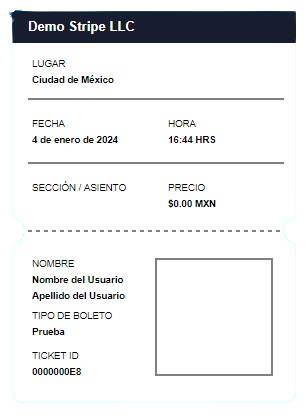 Demo Stripe LLC
LUGAR
Ciudad de México
FECHA HORA
4 de enero de 2024 16:44 HRS
SECCIÓN / ASIENTO PRECIO
$0.00 MXN
NOMBRE
Nombre del Usuario
Apellido del Usuario
TIPO DE BOLETO
Prueba
TICKET ID
0000000E8